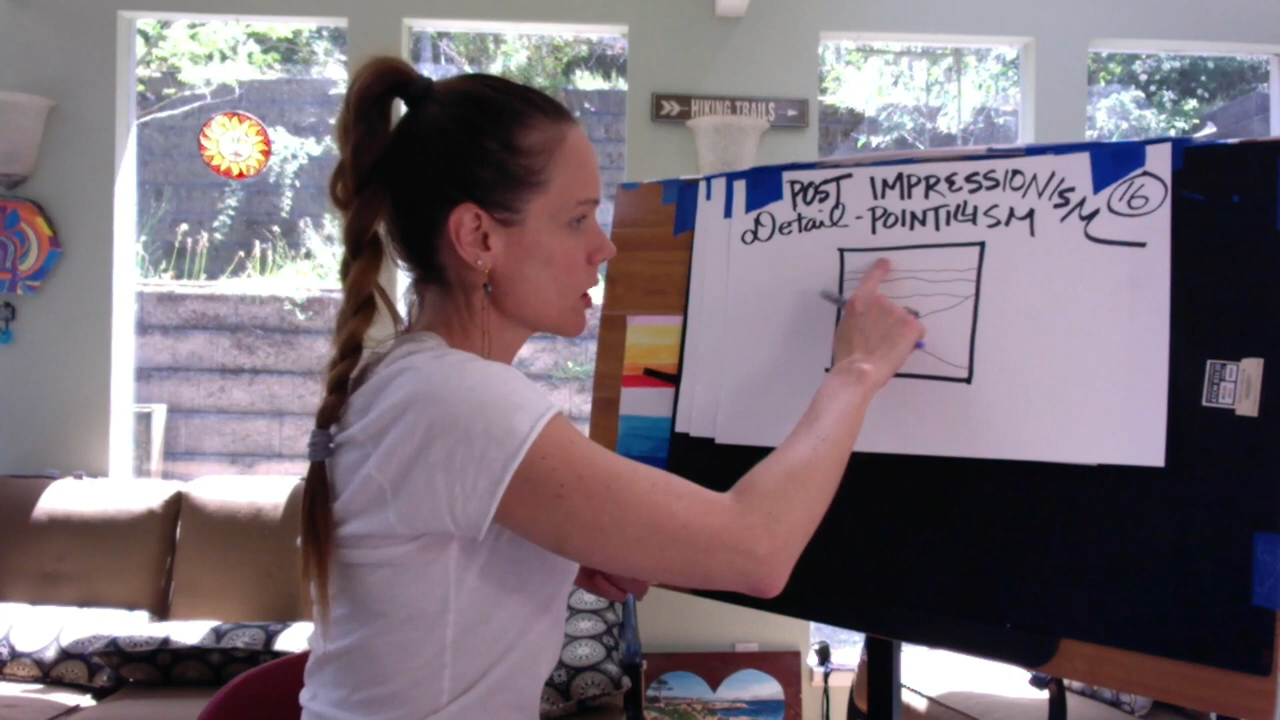 HIKING TRAILS
POST IMPRESSIONISM 16
Detail - POINTILLISM